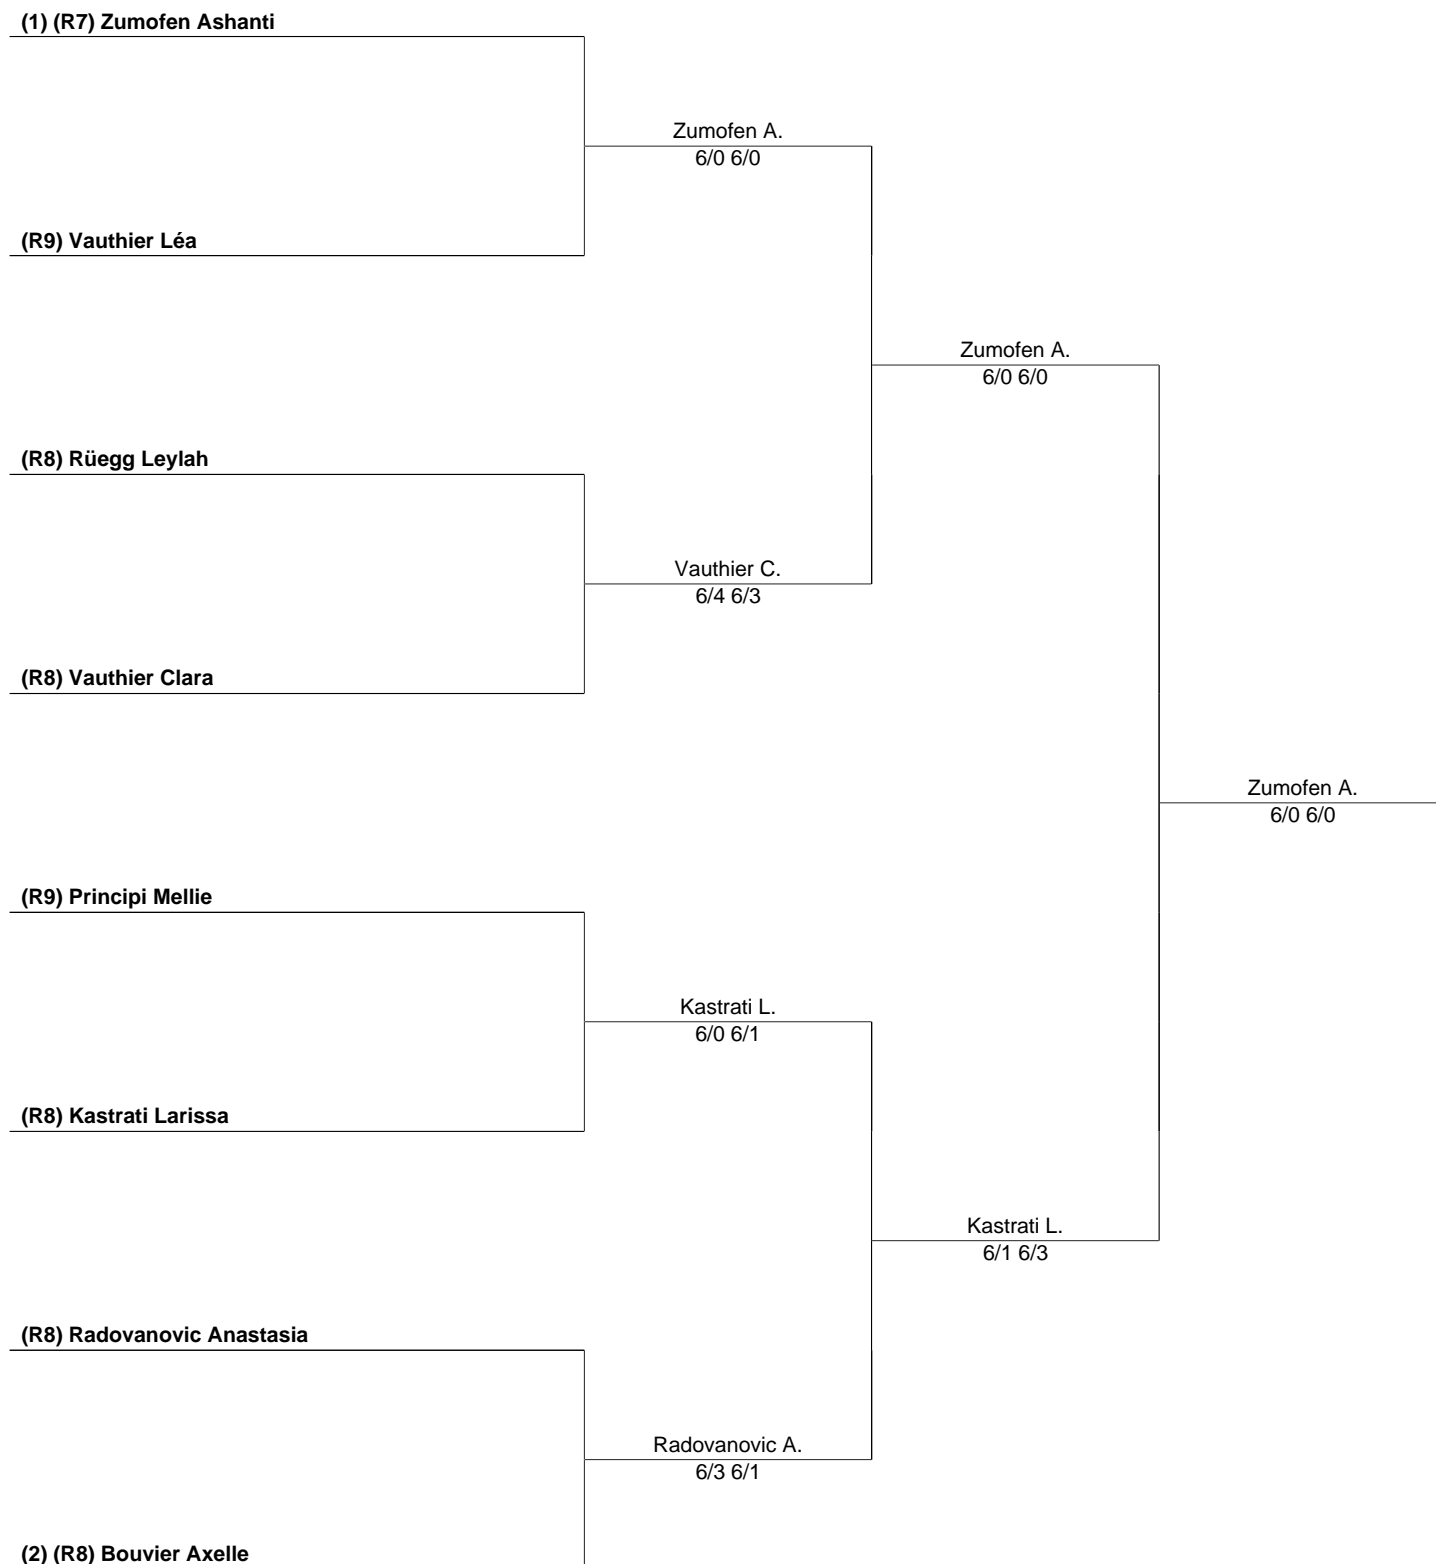 (1) (R7) Zumofen Ashanti
Zumofen A.
6/0 6/0
(R9) Vauthier Léa
Zumofen A.
6/0 6/0
(R8) Rüegg Leylah
Vauthier C.
6/4 6/3
(R8) Vauthier Clara
Zumofen A.
6/0 6/0
(R9) Principi Mellie
Kastrati L.
6/0 6/1
(R8) Kastrati Larissa
Kastrati L.
6/1 6/3
(R8) Radovanovic Anastasia
Radovanovic A.
6/3 6/1
(2) (R8) Bouvier Axelle